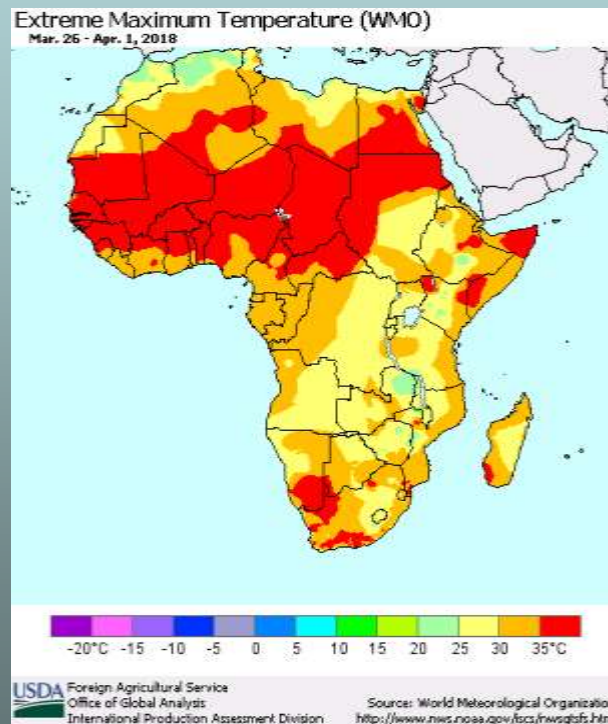 Extreme Maximum Temperature (WMO)
Mar. 26 - Apr. 1, 2018
-20°C -15 -10 -5 0 5 10 15 20 25 30 35°C
USDA Foreign Agricultural Service
Office of Global Analysis
International Production Assessment Division
Source: World Meteorological Organizatio